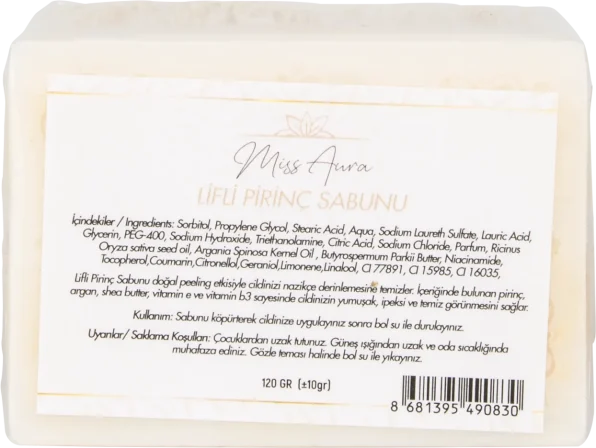 Miss Aura
LİFLİ PİRİNÇ SABUNU
İçindekiler / Ingredients: Sorbitol, Propylene Glycol, Stearic Acid, Aqua, Sodium Laureth Sulfate, Lauric Acid,
Glycerin, PEG-400, Sodium Hydroxide, Triethanolamine, Citric Acid, Sodium Chloride, Parfum, Ricinus
Oryza sativa seed oil, Argania Spinosa Kernel Oil , Butyrospermum Parkii Butter, Niacinamide,
Tocopherol,Coumarin,Citronellol,Geraniol,Limonene,Linalool, CI 77891, CI 15985, CI 16035,
Lifli Pirinç Sabunu doğal peeling etkisiyle cildinizi nazikçe derinlemesine temizler. İçeriğinde bulunan pirinç,
argan, shea butter, vitamin e ve vitamin b3 sayesinde cildinizin yumuşak, ipeksi ve temiz görünmesini sağlar.
Kullanım: Sabunu köpürterek cildinize uygulayınız sonra bol su ile durulayınız.
Uyarılar/ Saklama Koşulları: Çocuklardan uzak tutunuz. Güneş ışığından uzak ve oda sıcaklığında
muhafaza ediniz. Gözle teması halinde bol su ile yıkayınız.
120 GR (±10gr)
8 681395 490830